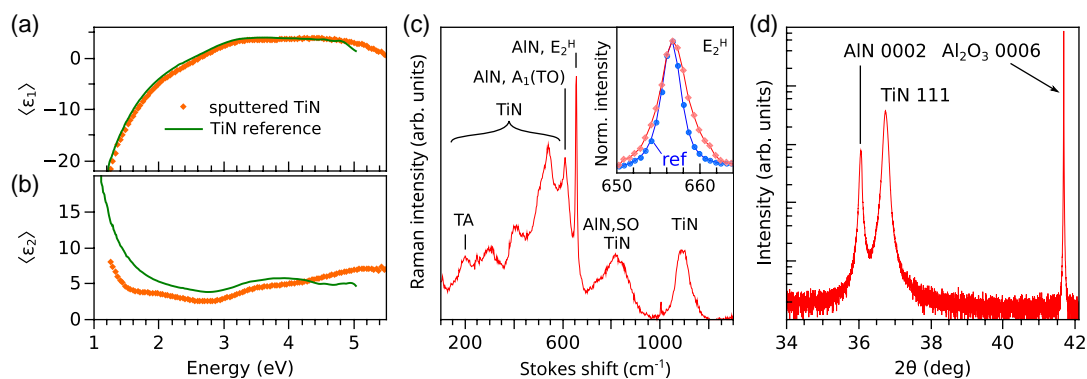 (a)
0
−10
−20
⟨ε₁⟩
sputtered TiN
TiN reference
(b)
15
10
5
0
⟨ε₂⟩
1 2 3 4 5
Energy (eV)
(c)
AlN, E₂ᴴ
AlN, A₁(TO)
TiN
TA
AlN,SO
TiN
TiN
Raman intensity (arb. units)
200 600 1000
Stokes shift (cm⁻¹)
E₂ᴴ
Norm. intensity
ref
650 660
(d)
AlN 0002 Al₂O₃ 0006
TiN 111
Intensity (arb. units)
34 36 38 40 42
2θ (deg)